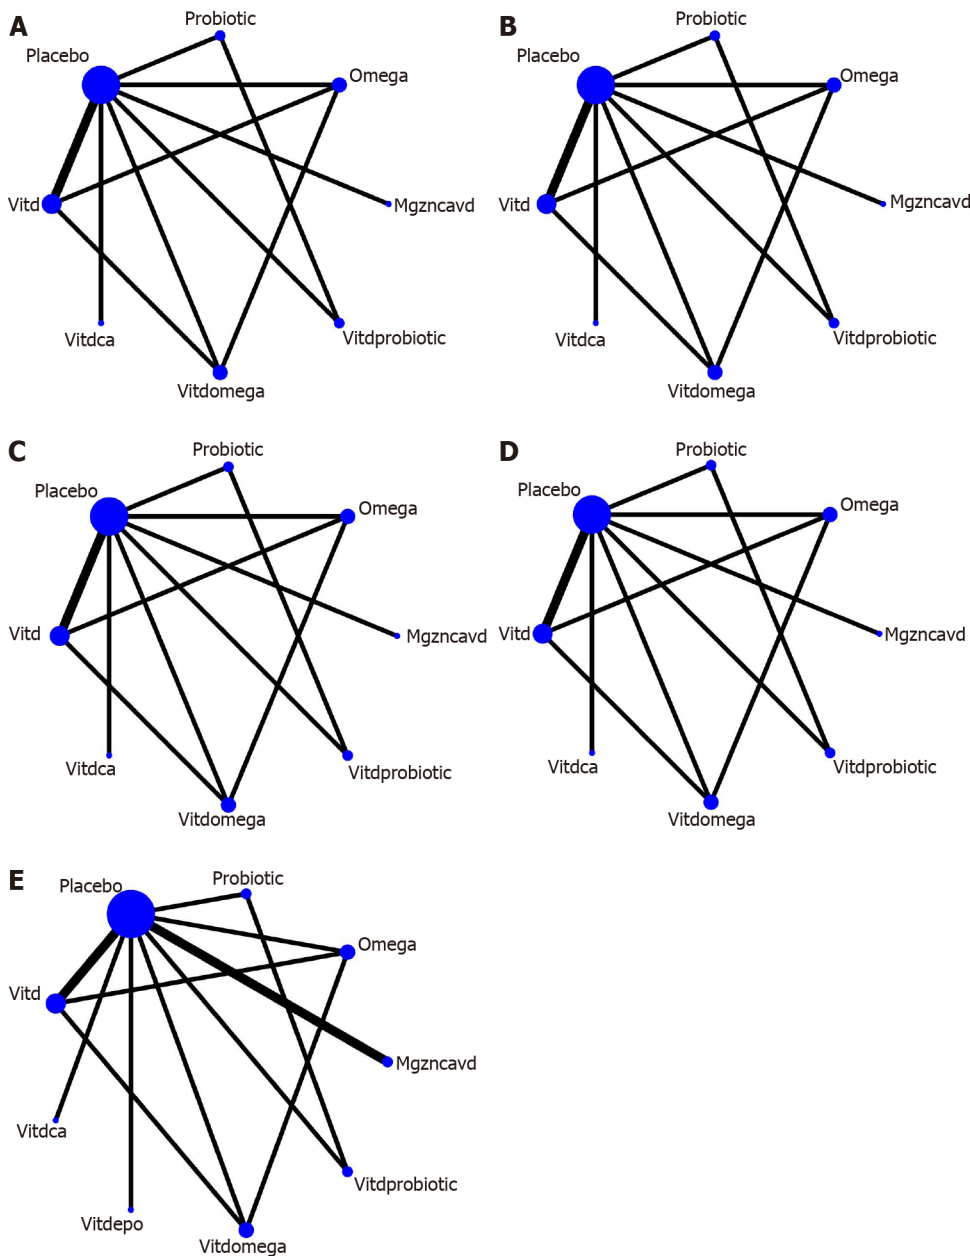 A
Probiotic
Placebo
Omega
Vitd
Mgzncavd
Vitdca
Vitdprobiotic
Vitdomega
B
Probiotic
Placebo
Omega
Vitd
Mgzncavd
Vitdca
Vitdprobiotic
Vitdomega
C
Probiotic
Placebo
Omega
Vitd
Mgzncavd
Vitdca
Vitdprobiotic
Vitdomega
D
Probiotic
Placebo
Omega
Vitd
Mgzncavd
Vitdca
Vitdprobiotic
Vitdomega
E
Probiotic
Placebo
Omega
Vitd
Mgzncavd
Vitdca
Vitdprobiotic
Vitdepo
Vitdomega